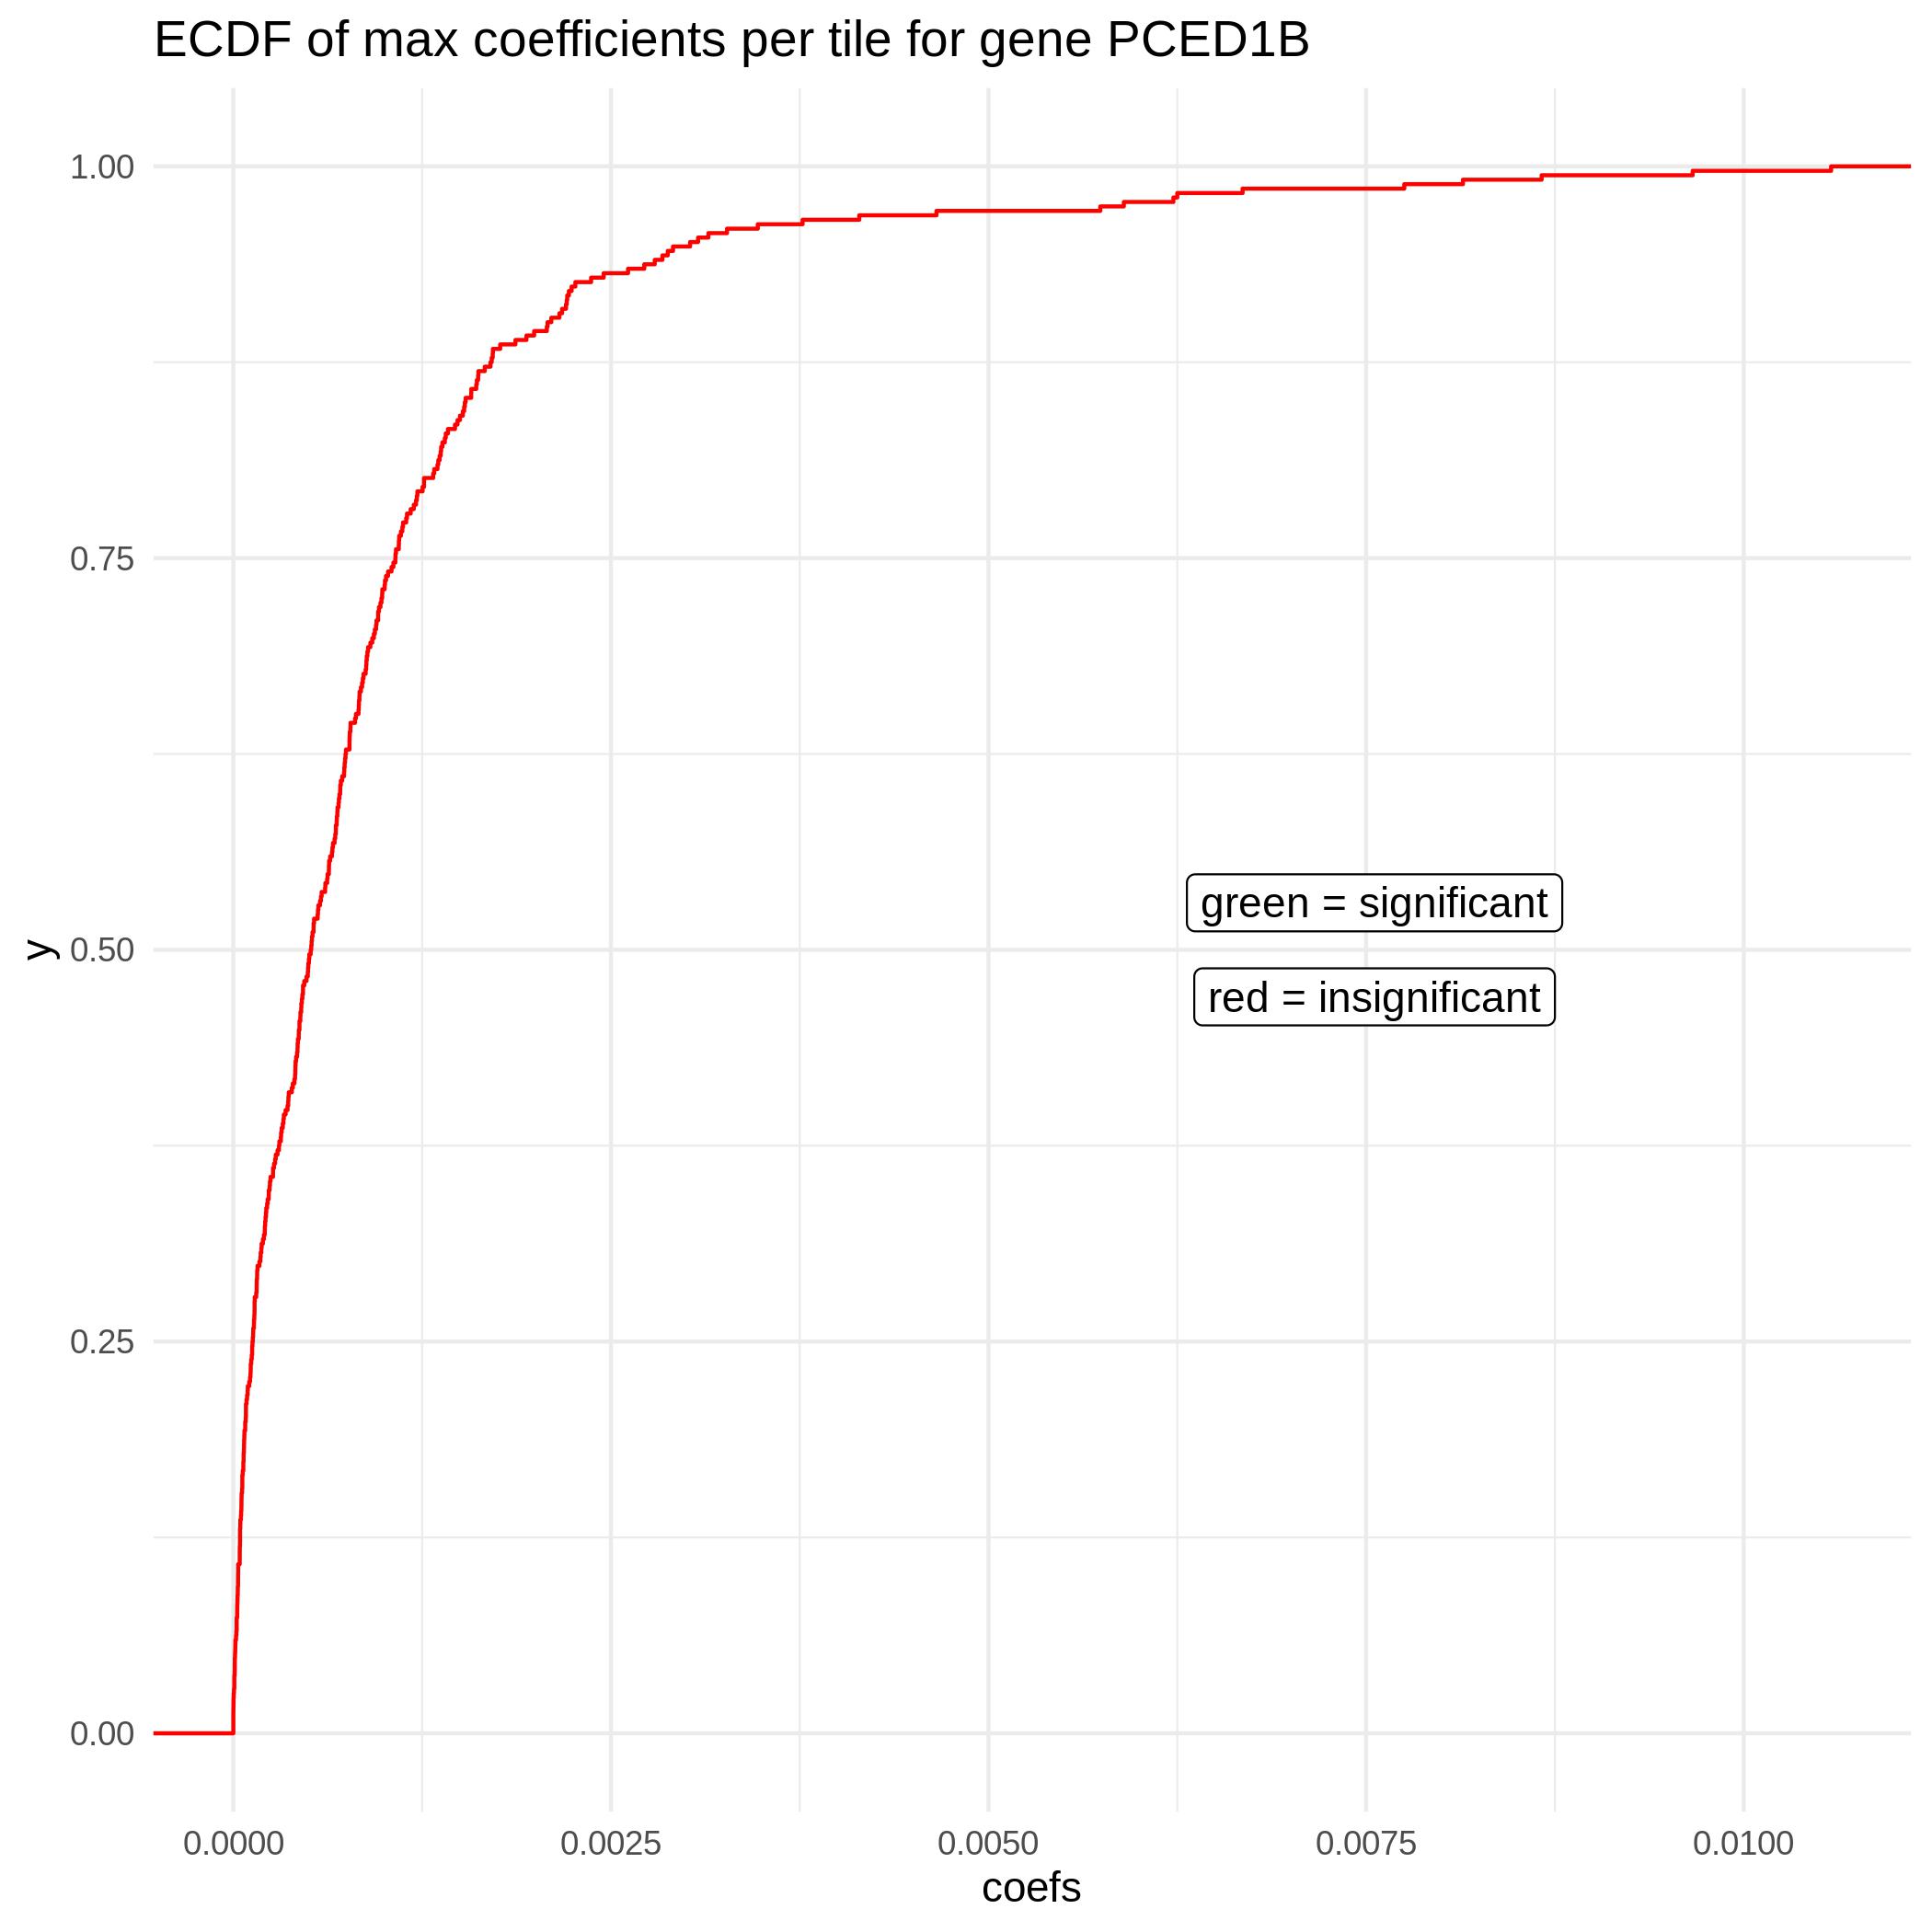 ECDF of max coefficients per tile for gene PCED1B
1.00
0.75
0.50
0.25
0.00
y
green = significant
red = insignificant
0.0000 0.0025 0.0050 0.0075 0.0100
coefs